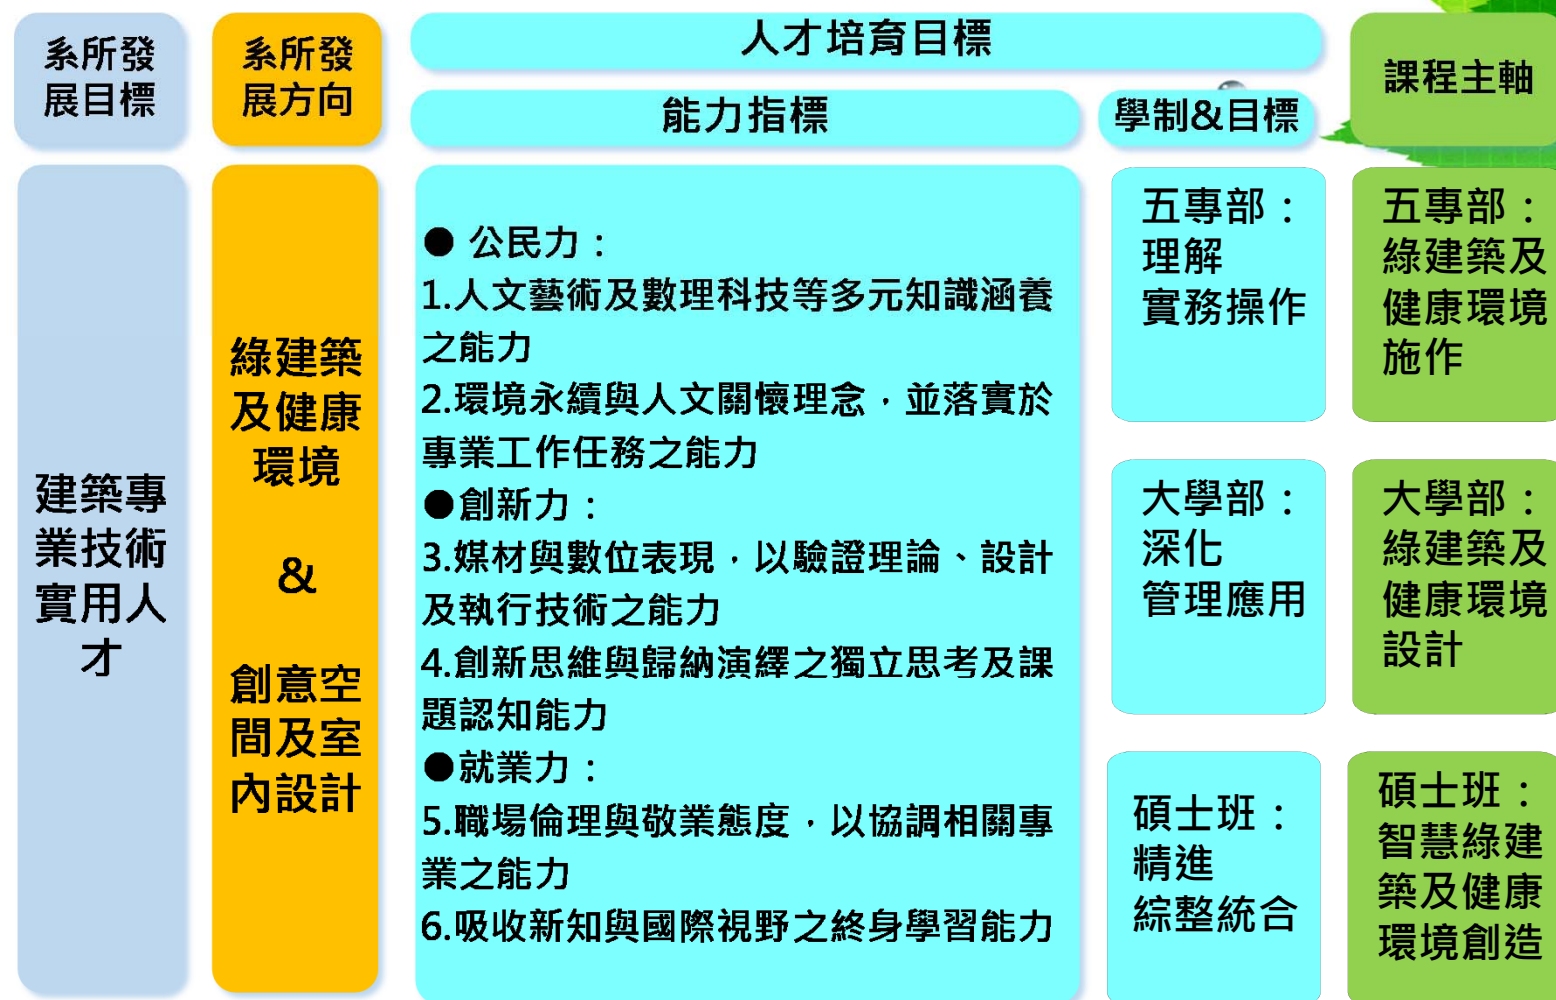 系所發
展目標
系所發
展方向
人才培育目標
能力指標
學制&目標
課程主軸
建築專
業技術
實用人
才
綠建築
及健康
環境
&
創意空
間及室
內設計
● 公民力：
1.人文藝術及數理科技等多元知識涵養
之能力
2.環境永續與人文關懷理念，並落實於
專業工作任務之能力
●創新力：
3.媒材與數位表現，以驗證理論、設計
及執行技術之能力
4.創新思維與歸納演繹之獨立思考及課
題認知能力
●就業力：
5.職場倫理與敬業態度，以協調相關專
業之能力
6.吸收新知與國際視野之終身學習能力
五專部：
理解
實務操作
大學部：
深化
管理應用
碩士班：
精進
綜整統合
五專部：
綠建築及
健康環境
施作
大學部：
綠建築及
健康環境
設計
碩士班：
智慧綠建
築及健康
環境創造